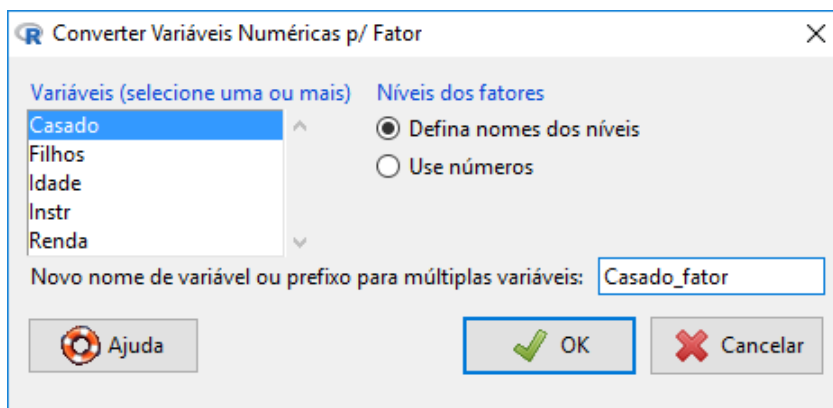 R Converter Variáveis Numéricas p/ Fator
Variáveis (selecione uma ou mais)
Casado
Filhos
Idade
Instr
Renda
Níveis dos fatores
Defina nomes dos níveis
Use números
Novo nome de variável ou prefixo para múltiplas variáveis: Casado_fator
Ajuda OK Cancelar